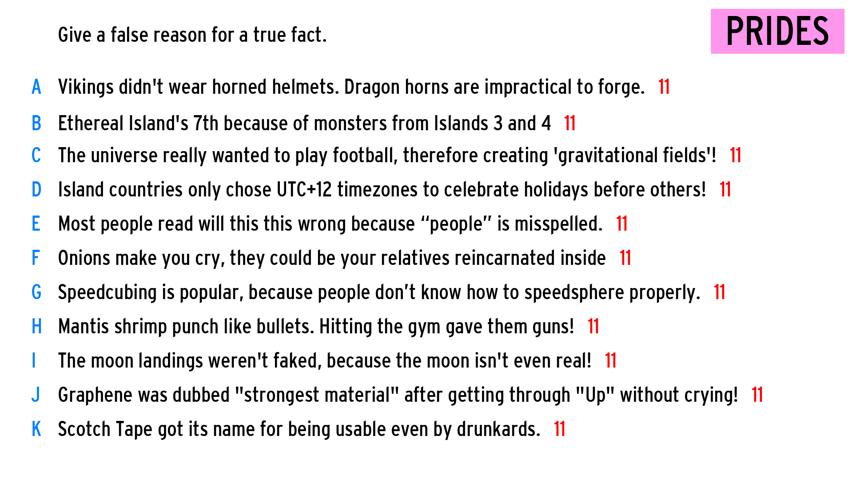 Give a false reason for a true fact.
PRIDES
A Vikings didn't wear horned helmets. Dragon horns are impractical to forge. 11
B Ethereal Island's 7th because of monsters from Islands 3 and 4 11
C The universe really wanted to play football, therefore creating 'gravitational fields'! 11
D Island countries only chose UTC+12 timezones to celebrate holidays before others! 11
E Most people read will this this wrong because “people” is misspelled. 11
F Onions make you cry, they could be your relatives reincarnated inside 11
G Speedcubing is popular, because people don’t know how to speedsphere properly. 11
H Mantis shrimp punch like bullets. Hitting the gym gave them guns! 11
I The moon landings weren't faked, because the moon isn't even real! 11
J Graphene was dubbed "strongest material" after getting through "Up" without crying! 11
K Scotch Tape got its name for being usable even by drunkards. 11